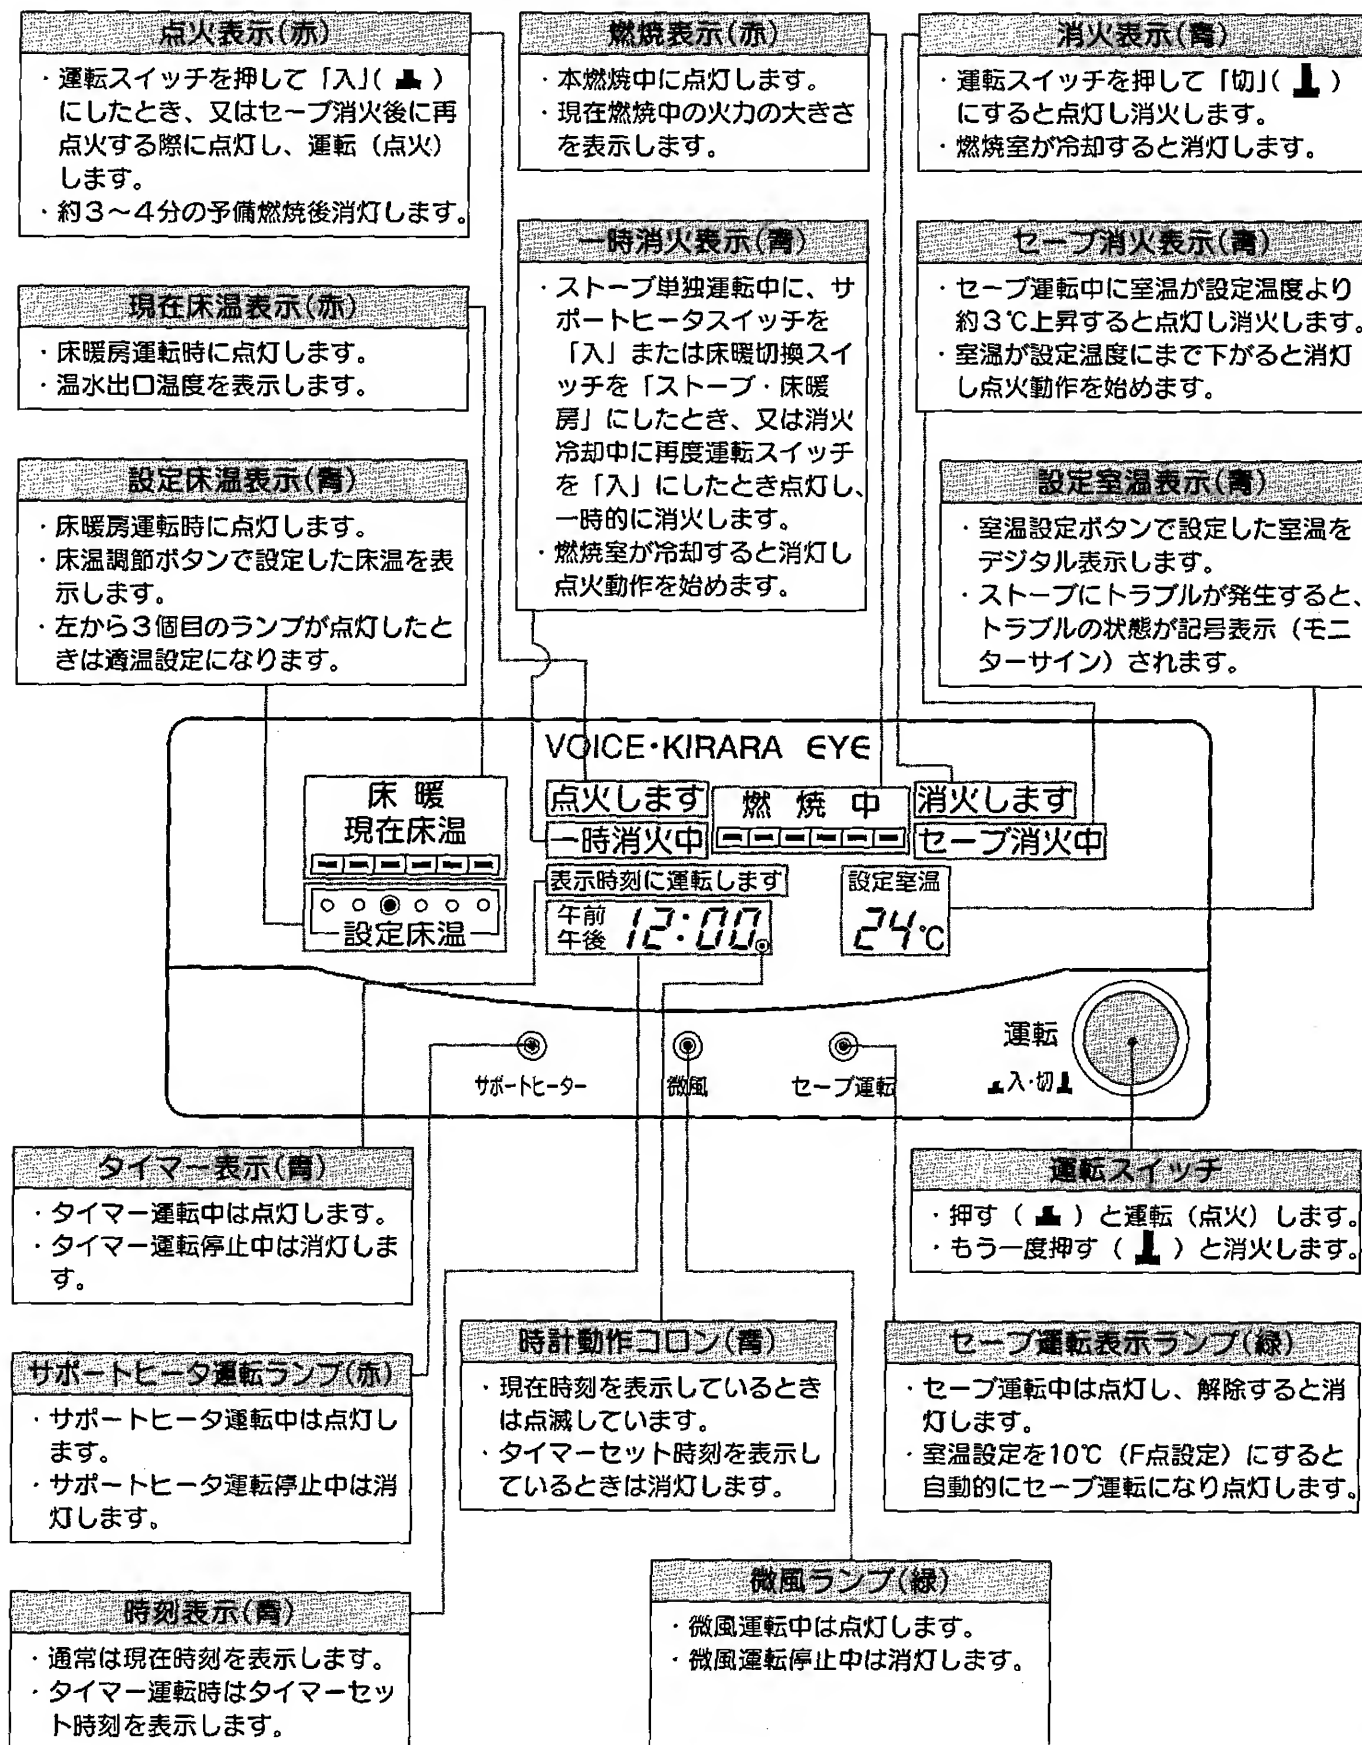 点火表示(赤)
・運転スイッチを押して「入」( )
にしたとき、又はセーブ消火後に再
点火する際に点灯し、運転(点火)
します。
・約3～4分の予備燃焼後消灯します。
燃焼表示(赤)
・本燃焼中に点灯します。
・現在燃焼中の火力の大きさ
を表示します。
消火表示(青)
・運転スイッチを押して「切」( )
にすると点灯し消火します。
・燃焼室が冷却すると消灯します。
現在床温表示(赤)
・床暖房運転時に点灯します。
・温水出口温度を表示します。
一時消火表示(青)
・ストーブ単独運転中に、サ
ポートヒータスイッチを
「入」または床暖切換スイ
ッチを「ストーブ・床暖
房」にしたとき、又は消火
冷却中に再度運転スイッチ
を「入」にしたとき点灯し、
一時的に消火します。
・燃焼室が冷却すると消灯し
点火動作を始めます。
セーブ消火表示(青)
・セーブ運転中に室温が設定温度より
約3℃上昇すると点灯し消火します。
・室温が設定温度にまで下がると消灯
し点火動作を始めます。
設定床温表示(青)
・床暖房運転時に点灯します。
・床温調節ボタンで設定した床温を表
示します。
・左から3個目のランプが点灯したと
きは適温設定になります。
設定室温表示(青)
・室温設定ボタンで設定した室温を
デジタル表示します。
・ストーブにトラブルが発生すると、
トラブルの状態が記号表示(モニ
ターサイン)されます。
VOICE・KIRARA EYE
床暖
現在床温
設定床温
点火します
一時消火中
燃焼中
消火します
セーブ消火中
表示時刻に運転します
午前
午後
12:00
設定室温
24℃
サポートヒーター
微風
セーブ運転
運転
入・切
タイマー表示(青)
・タイマー運転中は点灯します。
・タイマー運転停止中は消灯しま
す。
運転スイッチ
・押す( )と運転(点火)します。
・もう一度押す( )と消火します。
サポートヒータ運転ランプ(赤)
・サポートヒータ運転中は点灯し
ます。
・サポートヒータ運転停止中は消
灯します。
時計動作コロン(青)
・現在時刻を表示しているとき
は点滅しています。
・タイマーセット時刻を表示し
ているときは消灯します。
セーブ運転表示ランプ(緑)
・セーブ運転中は点灯し、解除すると消
灯します。
・室温設定を10℃(F点設定)にすると
自動的にセーブ運転になり点灯します。
時刻表示(青)
・通常は現在時刻を表示します。
・タイマー運転時はタイマーセッ
ト時刻を表示します。
微風ランプ(緑)
・微風運転中は点灯します。
・微風運転停止中は消灯します。